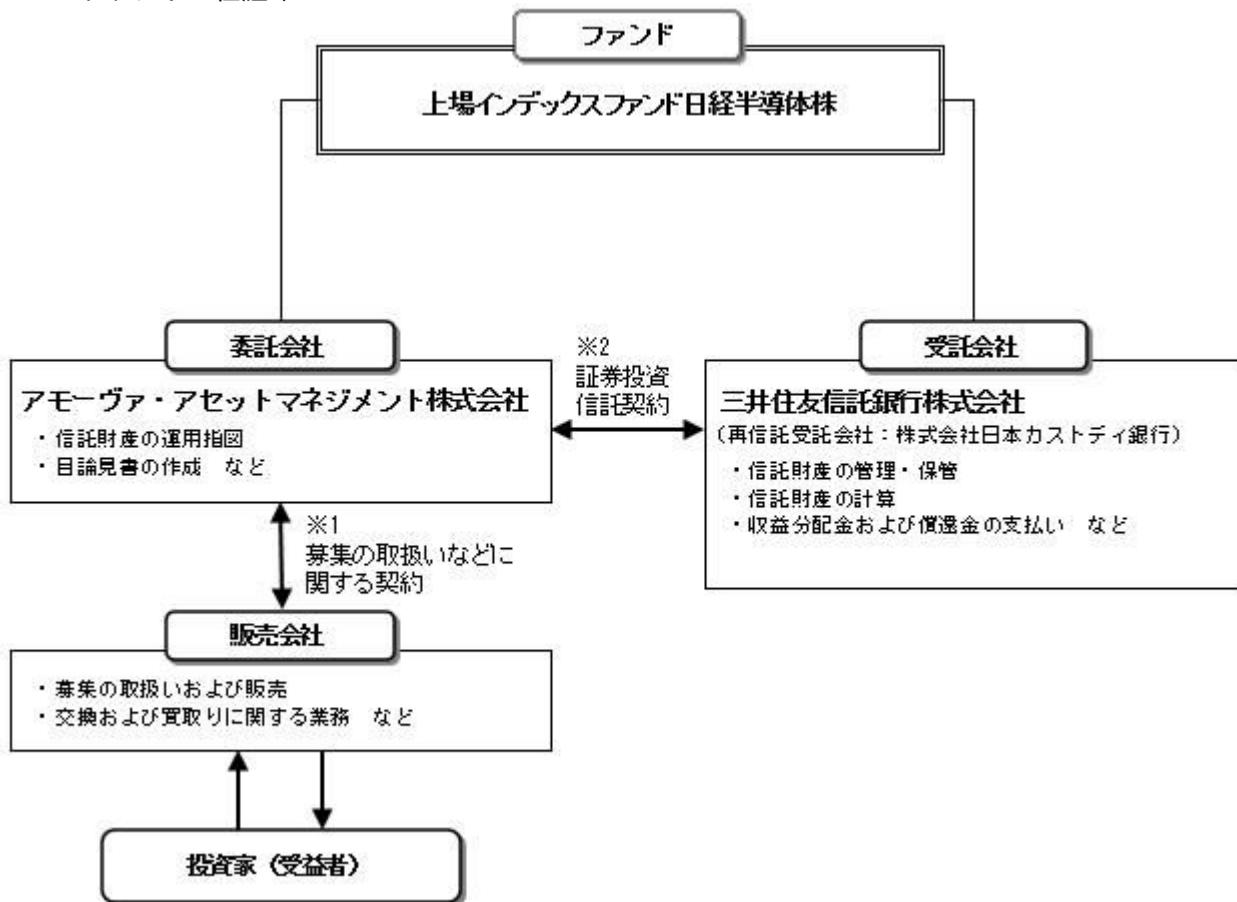 ファンド
上場インデックスファンド日経半導体株
委託会社
アモーヴァ・アセットマネジメント株式会社
・信託財産の運用指図
・目論見書の作成　など
※2
証券投資
信託契約
受託会社
三井住友信託銀行株式会社
(再信託受託会社：株式会社日本カストディ銀行)
・信託財産の管理・保管
・信託財産の計算
・収益分配金および償還金の支払い　など
※1
募集の取扱いなどに
関する契約
販売会社
・募集の取扱いおよび販売
・交換および買取りに関する業務　など
投資家（受益者）